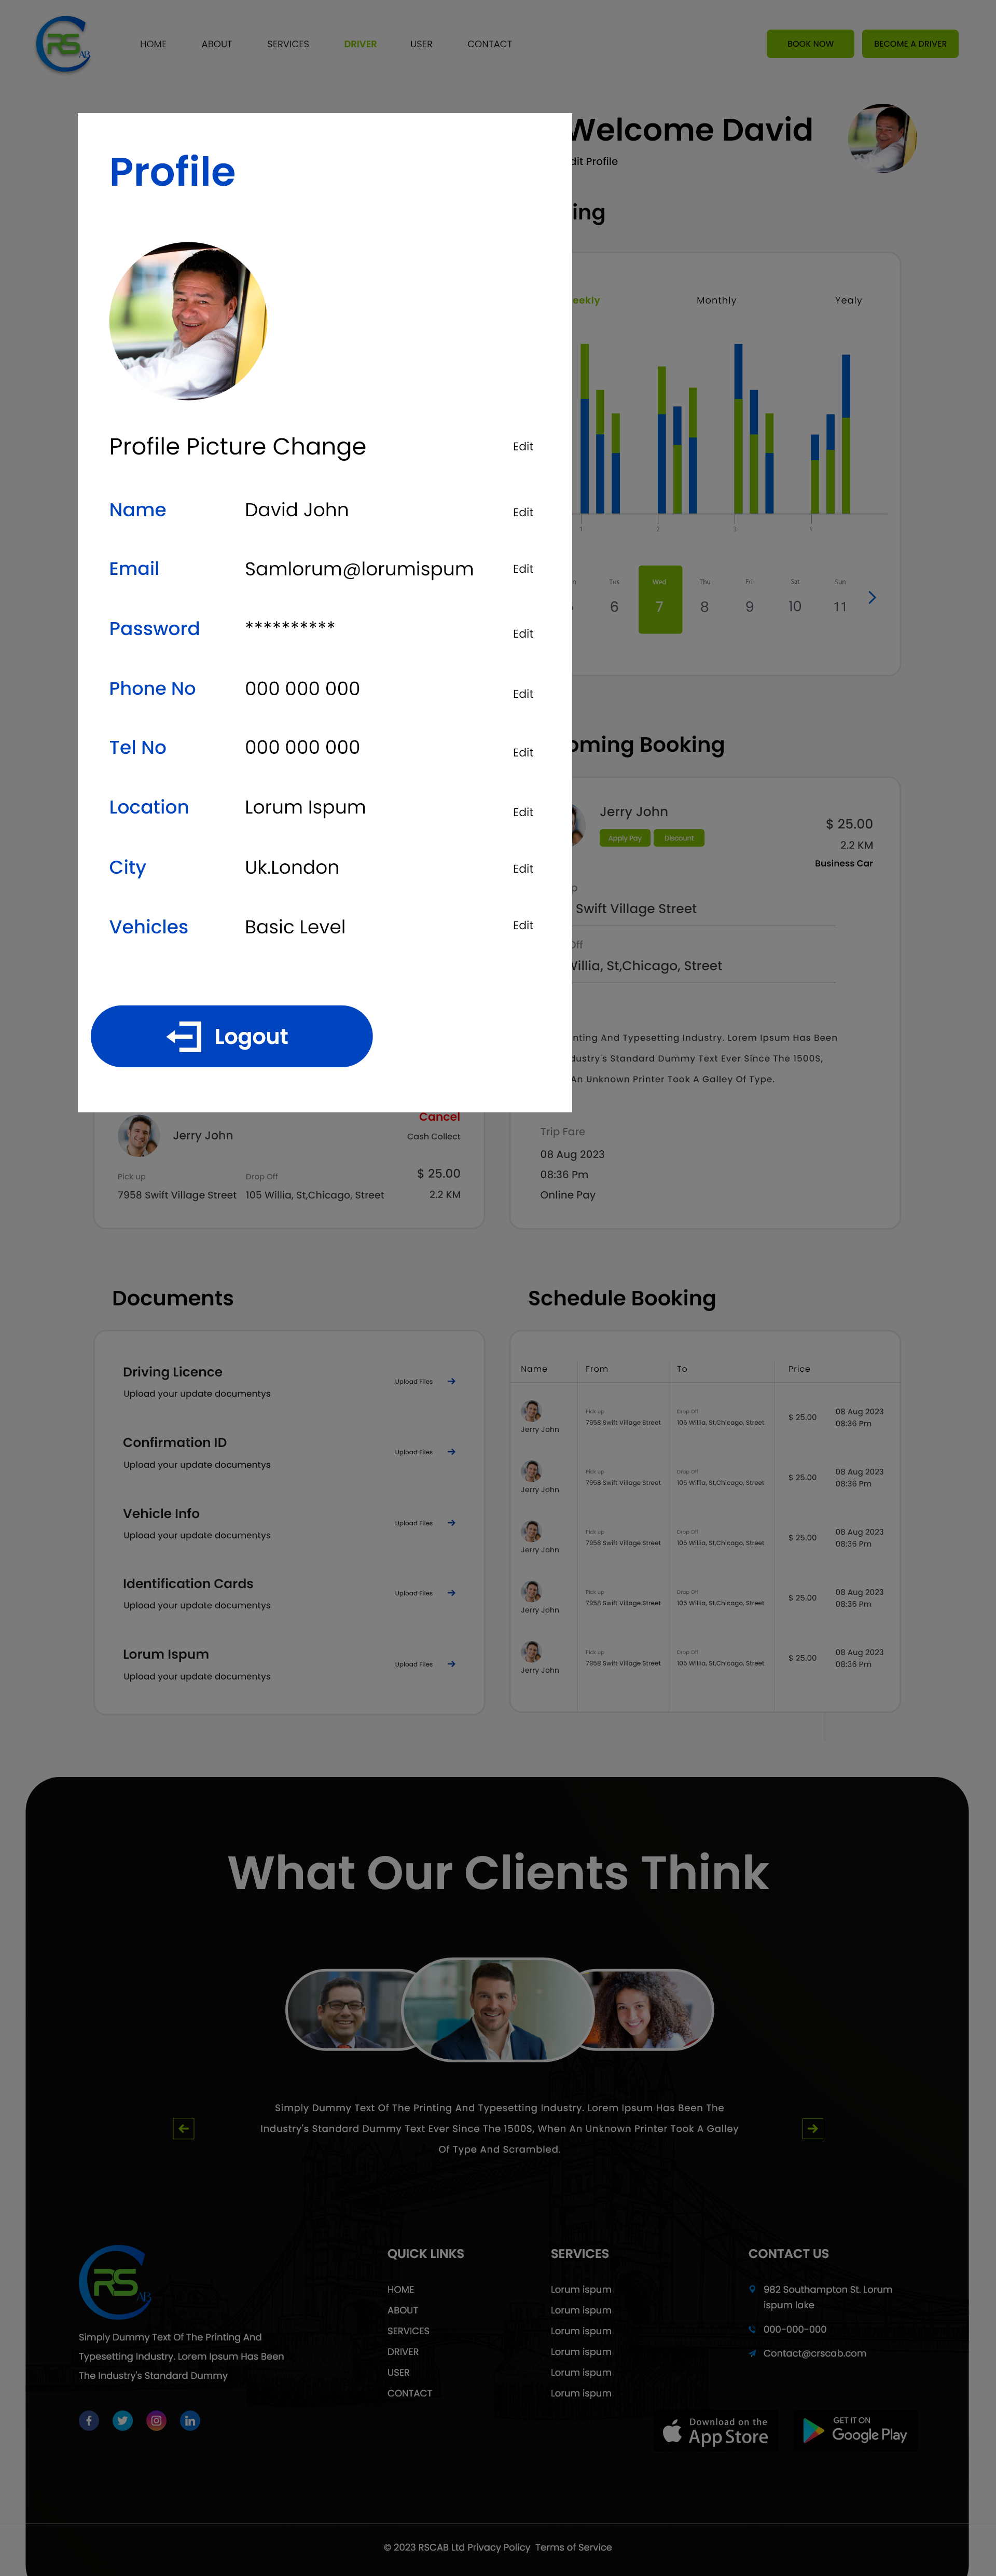 RS
AB
HOME ABOUT SERVICES DRIVER USER CONTACT BOOK NOW BECOME A DRIVER
Welcome David
dit Profile
Profile
Profile Picture Change Edit
Name David John Edit
Email Samlorum@lorumispum Edit
Password ********** Edit
Phone No 000 000 000 Edit
Tel No 000 000 000 Edit
Location Lorum Ispum Edit
City Uk.London Edit
Vehicles Basic Level Edit
Logout
ing
eekly Monthly Yealy
1 2 3 4
n Tus Wed Thu Fri Sat Sun
6 7 8 9 10 11
oming Booking
Jerry John
Apply Pay Discount
$ 25.00
2.2 KM
Business Car
p
Swift Village Street
Off
Willia, St,Chicago, Street
nting And Typesetting Industry. Lorem Ipsum Has Been
dustry's Standard Dummy Text Ever Since The 1500S,
An Unknown Printer Took A Galley Of Type.
Trip Fare
08 Aug 2023
08:36 Pm
Online Pay
Cancel
Jerry John Cash Collect
Pick up Drop Off $ 25.00
7958 Swift Village Street 105 Willia, St,Chicago, Street 2.2 KM
Documents
Driving Licence
Upload your update documentys
Upload Files
Confirmation ID
Upload your update documentys
Upload Files
Vehicle Info
Upload your update documentys
Upload Files
Identification Cards
Upload your update documentys
Upload Files
Lorum Ispum
Upload your update documentys
Upload Files
Schedule Booking
Name From To Price
Pick up Drop Off 08 Aug 2023
7958 Swift Village Street 105 Willia, St,Chicago, Street $ 25.00 08:36 Pm
Jerry John
Pick up Drop Off 08 Aug 2023
7958 Swift Village Street 105 Willia, St,Chicago, Street $ 25.00 08:36 Pm
Jerry John
Pick up Drop Off 08 Aug 2023
7958 Swift Village Street 105 Willia, St,Chicago, Street $ 25.00 08:36 Pm
Jerry John
Pick up Drop Off 08 Aug 2023
7958 Swift Village Street 105 Willia, St,Chicago, Street $ 25.00 08:36 Pm
Jerry John
Pick up Drop Off 08 Aug 2023
7958 Swift Village Street 105 Willia, St,Chicago, Street $ 25.00 08:36 Pm
Jerry John
What Our Clients Think
Simply Dummy Text Of The Printing And Typesetting Industry. Lorem Ipsum Has Been The
Industry's Standard Dummy Text Ever Since The 1500S, When An Unknown Printer Took A Galley
Of Type And Scrambled.
RS
AB
Simply Dummy Text Of The Printing And
Typesetting Industry. Lorem Ipsum Has Been
The Industry's Standard Dummy
QUICK LINKS
HOME
ABOUT
SERVICES
DRIVER
USER
CONTACT
SERVICES
Lorum ispum
Lorum ispum
Lorum ispum
Lorum ispum
Lorum ispum
Lorum ispum
CONTACT US
982 Southampton St. Lorum
ispum lake
000-000-000
Contact@crscab.com
Download on the
App Store
GET IT ON
Google Play
© 2023 RSCAB Ltd Privacy Policy Terms of Service